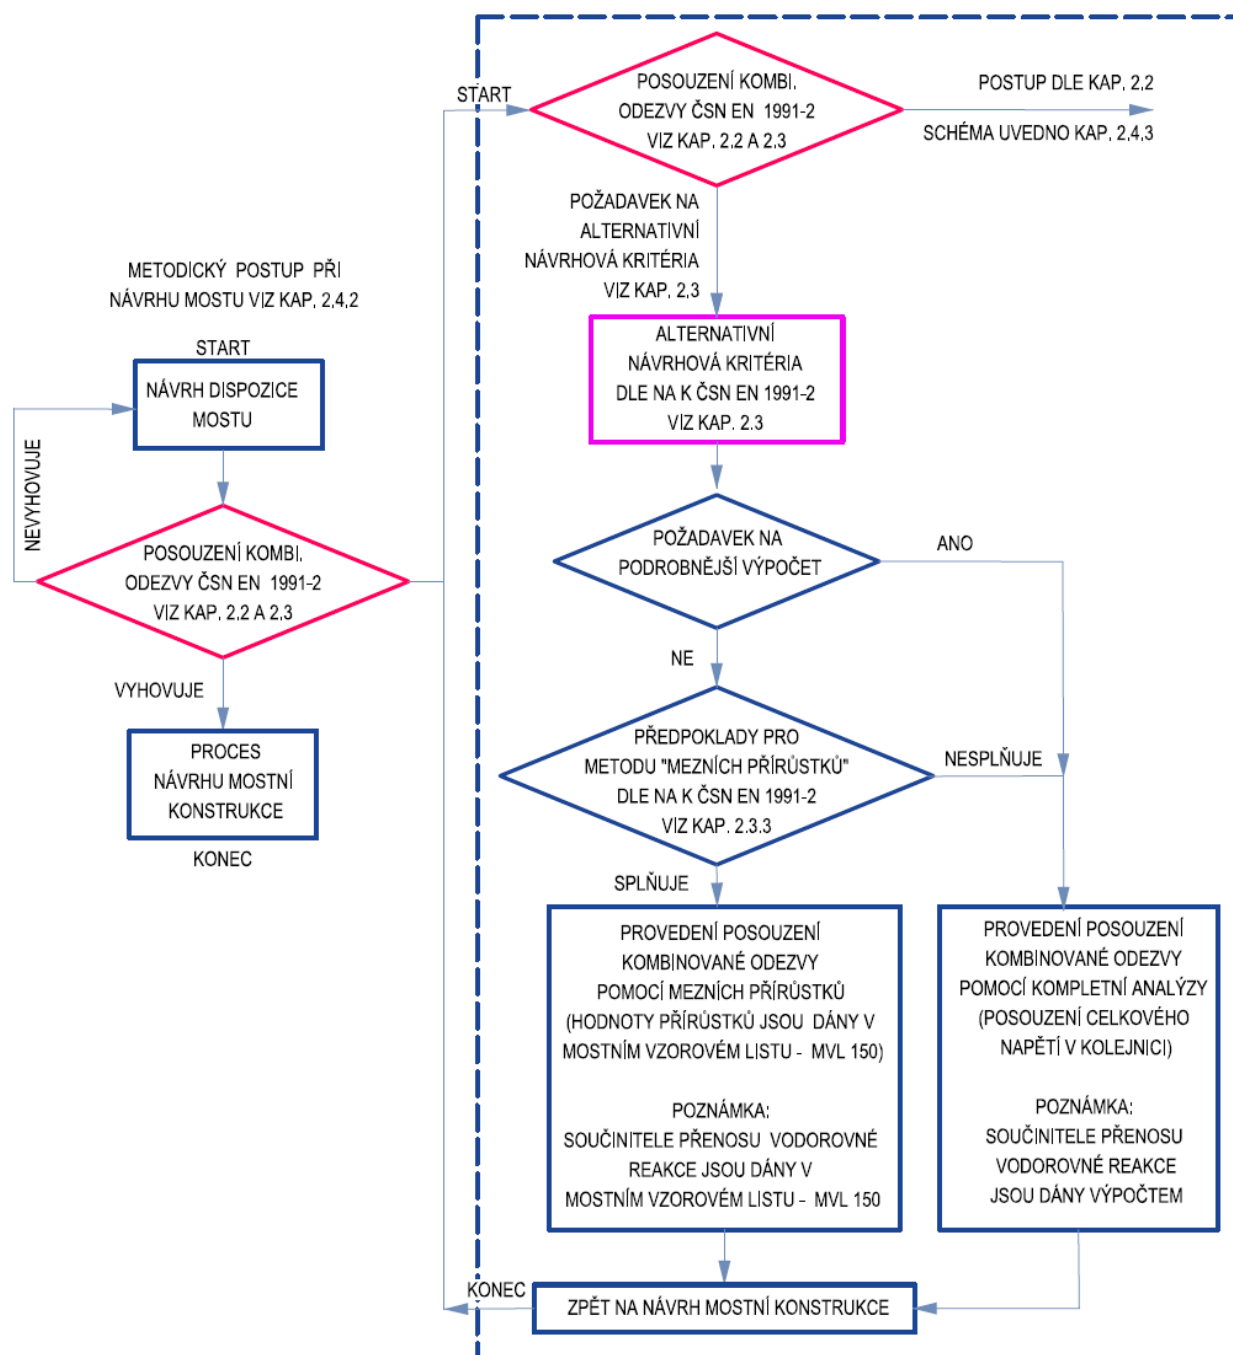 METODICKÝ POSTUP PŘI
NÁVRHU MOSTU VIZ KAP. 2,4,2
START
NÁVRH DISPOZICE
MOSTU
NEVYHOVUJE
POSOUZENÍ KOMBI.
ODEZVY ČSN EN 1991-2
VIZ KAP. 2,2 A 2,3
VYHOVUJE
PROCES
NÁVRHU MOSTNÍ
KONSTRUKCE
KONEC
START
POSOUZENÍ KOMBI.
ODEZVY ČSN EN 1991-2
VIZ KAP. 2,2 A 2,3
POSTUP DLE KAP. 2,2
SCHÉMA UVEDNO KAP. 2,4,3
POŽADAVEK NA
ALTERNATIVNÍ
NÁVRHOVÁ KRITÉRIA
VIZ KAP. 2,3
ALTERNATIVNÍ
NÁVRHOVÁ KRITÉRIA
DLE NA K ČSN EN 1991-2
VIZ KAP. 2.3
POŽADAVEK NA
PODROBNĚJŠÍ VÝPOČET
ANO
NE
PŘEDPOKLADY PRO
METODU "MEZNÍCH PŘÍRŮSTKŮ"
DLE NA K ČSN EN 1991-2
VIZ KAP. 2.3.3
NESPLŇUJE
SPLŇUJE
PROVEDENÍ POSOUZENÍ
KOMBINOVANÉ ODEZVY
POMOCÍ MEZNÍCH PŘÍRŮSTKŮ
(HODNOTY PŘÍRŮSTKŮ JSOU DÁNY V
MOSTNÍM VZOROVÉM LISTU - MVL 150)
POZNÁMKA:
SOUČINITELE PŘENOSU VODOROVNÉ
REAKCE JSOU DÁNY V
MOSTNÍM VZOROVÉM LISTU - MVL 150
PROVEDENÍ POSOUZENÍ
KOMBINOVANÉ ODEZVY
POMOCÍ KOMPLETNÍ ANALÝZY
(POSOUZENÍ CELKOVÉHO
NAPĚTÍ V KOLEJNICI)
POZNÁMKA:
SOUČINITELE PŘENOSU
VODOROVNÉ REAKCE
JSOU DÁNY VÝPOČTEM
KONEC
ZPĚT NA NÁVRH MOSTNÍ KONSTRUKCE